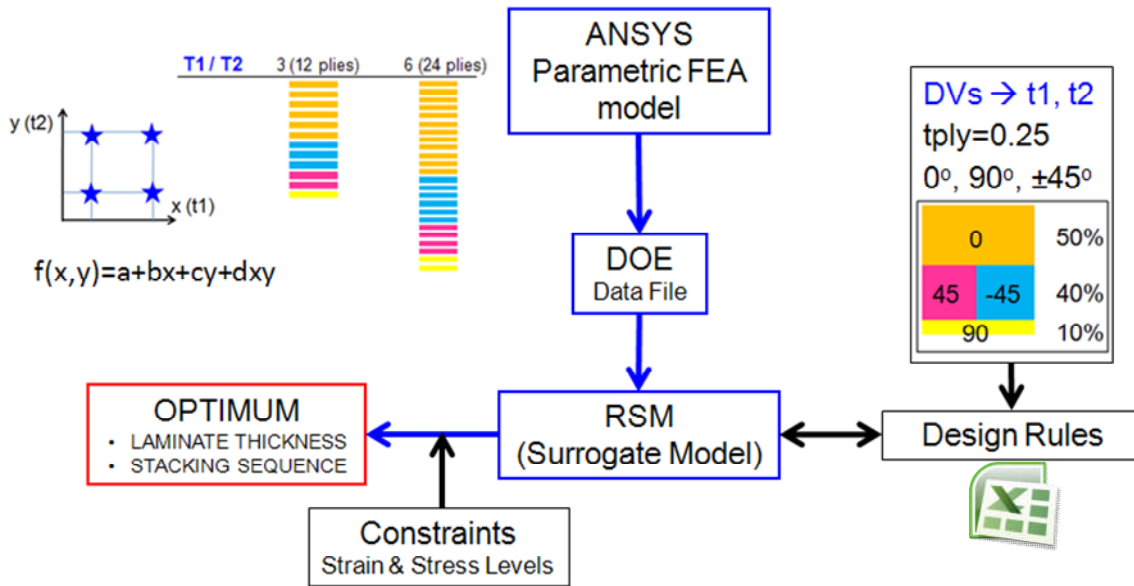 ANSYS
Parametric FEA
model
T1 / T2 3 (12 plies) 6 (24 plies)
y (t2)
x (t1)
f(x,y)=a+bx+cy+dxy
DVs → t1, t2
tply=0.25
0º, 90º, ±45º
0 50%
45 -45 40%
90 10%
DOE
Data File
OPTIMUM
• LAMINATE THICKNESS
• STACKING SEQUENCE
RSM
(Surrogate Model)
Design Rules
Constraints
Strain & Stress Levels
X